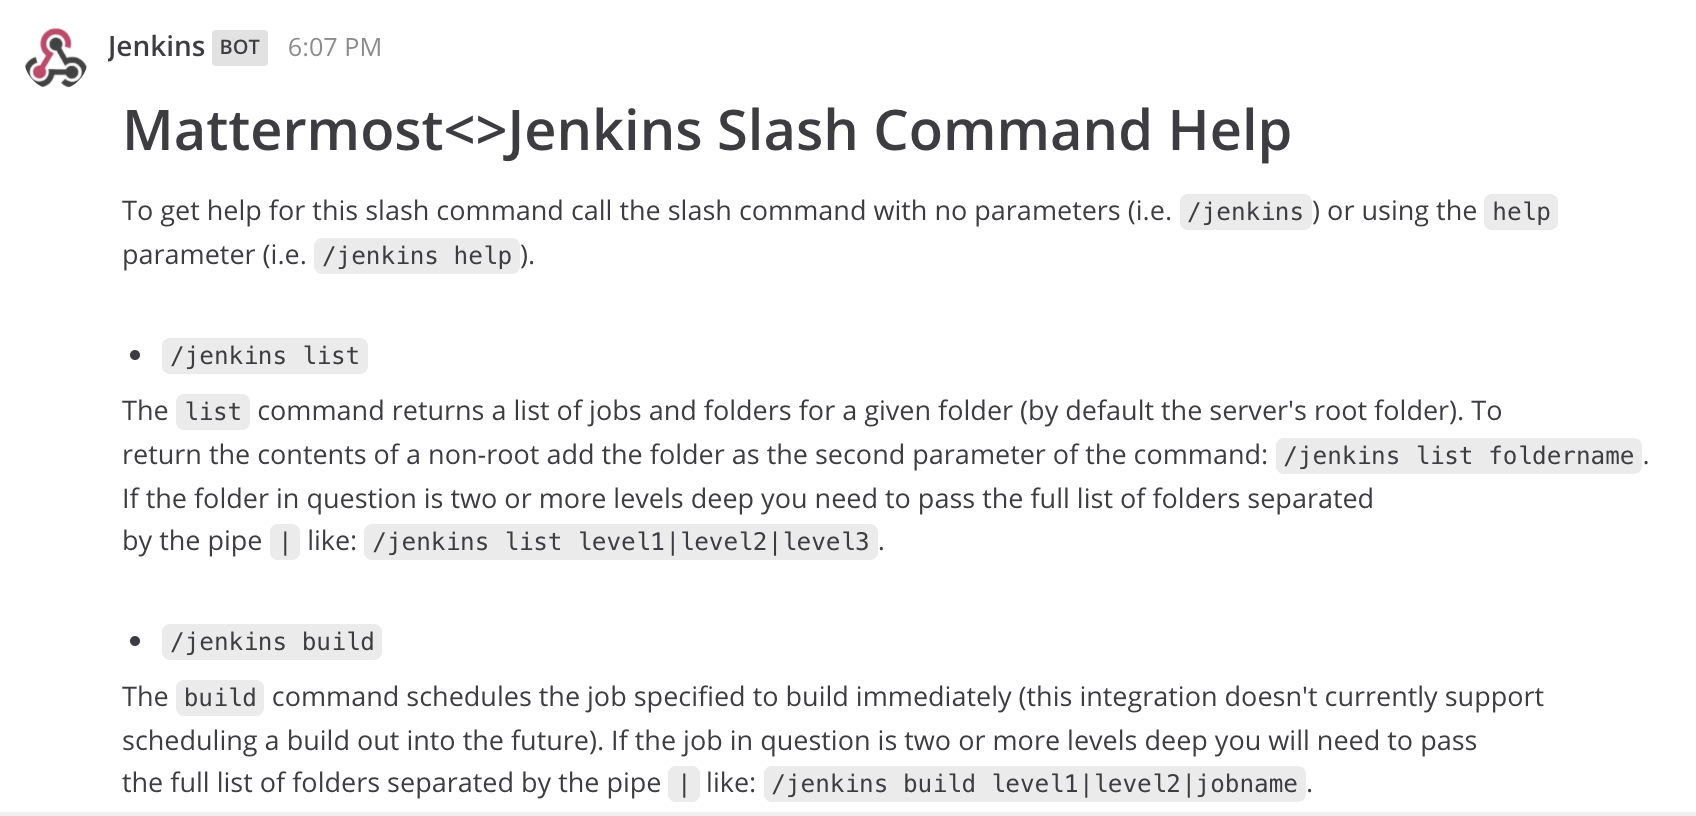 Jenkins BOT 6:07 PM
Mattermost<>Jenkins Slash Command Help
To get help for this slash command call the slash command with no parameters (i.e. /jenkins) or using the help
parameter (i.e. /jenkins help).
• /jenkins list
The list command returns a list of jobs and folders for a given folder (by default the server's root folder). To
return the contents of a non-root add the folder as the second parameter of the command: /jenkins list foldername.
If the folder in question is two or more levels deep you need to pass the full list of folders separated
by the pipe | like: /jenkins list level1|level2|level3.
• /jenkins build
The build command schedules the job specified to build immediately (this integration doesn't currently support
scheduling a build out into the future). If the job in question is two or more levels deep you will need to pass
the full list of folders separated by the pipe | like: /jenkins build level1|level2|jobname.